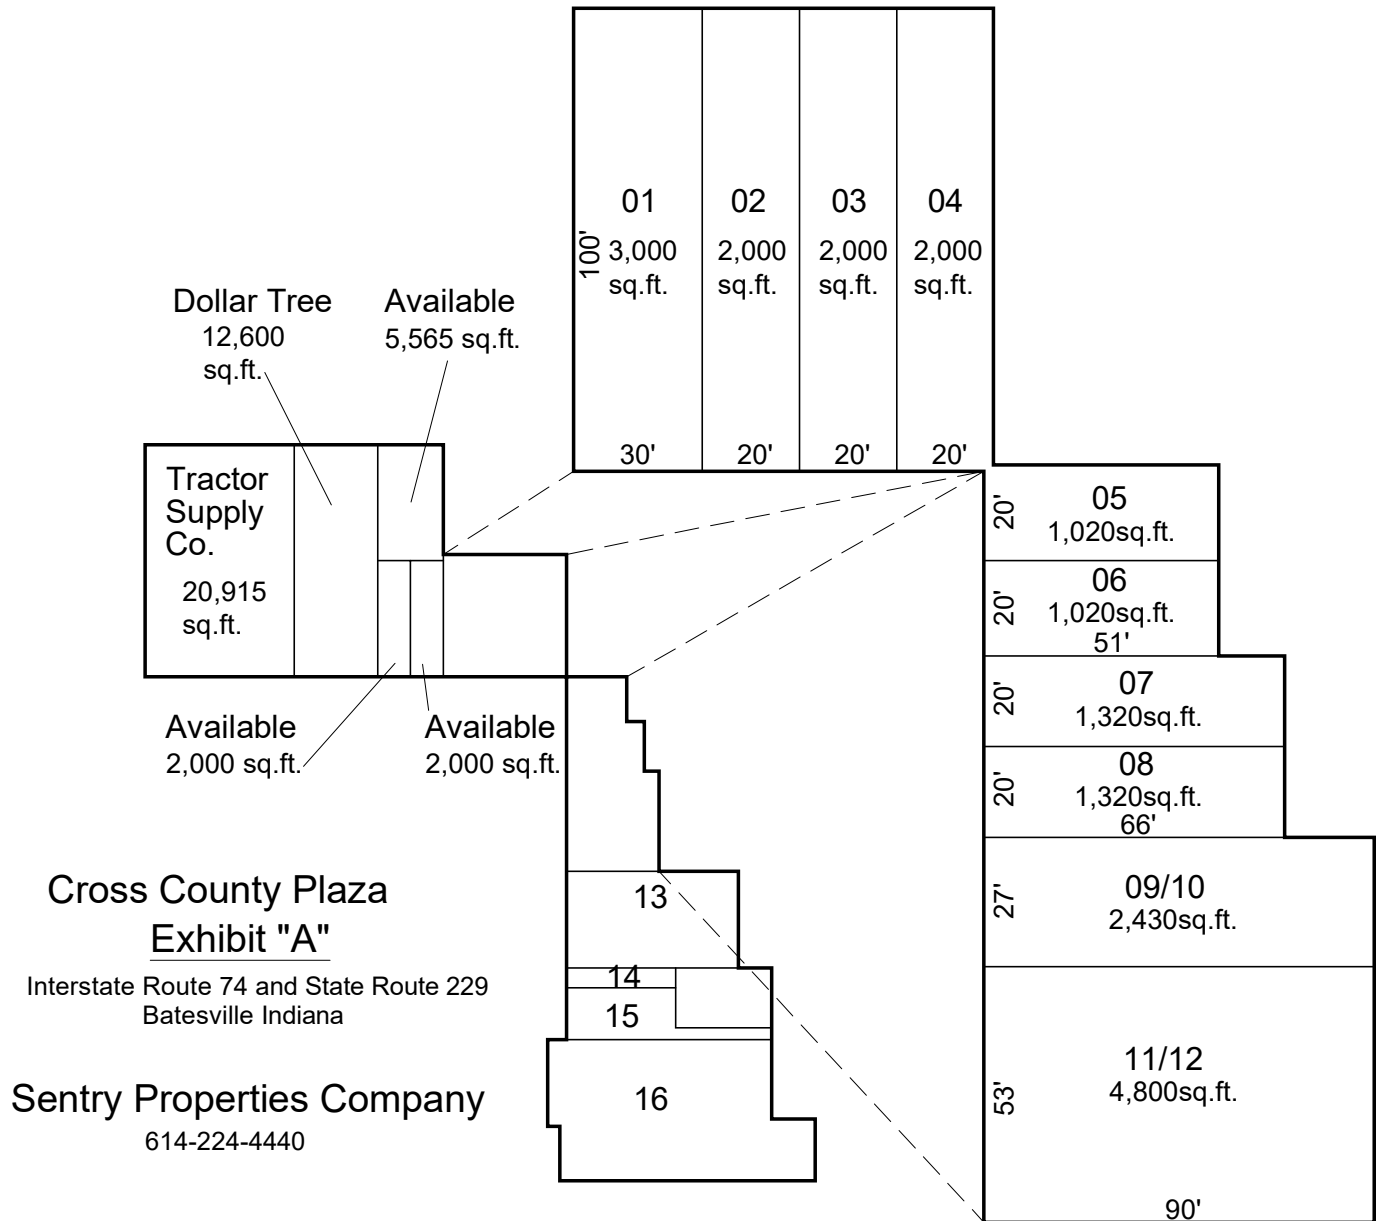 01
3,000
sq.ft.
100'
30'
02
2,000
sq.ft.
20'
03
2,000
sq.ft.
20'
04
2,000
sq.ft.
20'
Dollar Tree
12,600
sq.ft.
Available
5,565 sq.ft.
Tractor
Supply
Co.
20,915
sq.ft.
Available
2,000 sq.ft.
Available
2,000 sq.ft.
20'
05
1,020sq.ft.
20'
06
1,020sq.ft.
51'
20'
07
1,320sq.ft.
20'
08
1,320sq.ft.
66'
27'
09/10
2,430sq.ft.
53'
11/12
4,800sq.ft.
90'
13
14
15
16
Cross County Plaza
Exhibit "A"
Interstate Route 74 and State Route 229
Batesville Indiana
Sentry Properties Company
614-224-4440